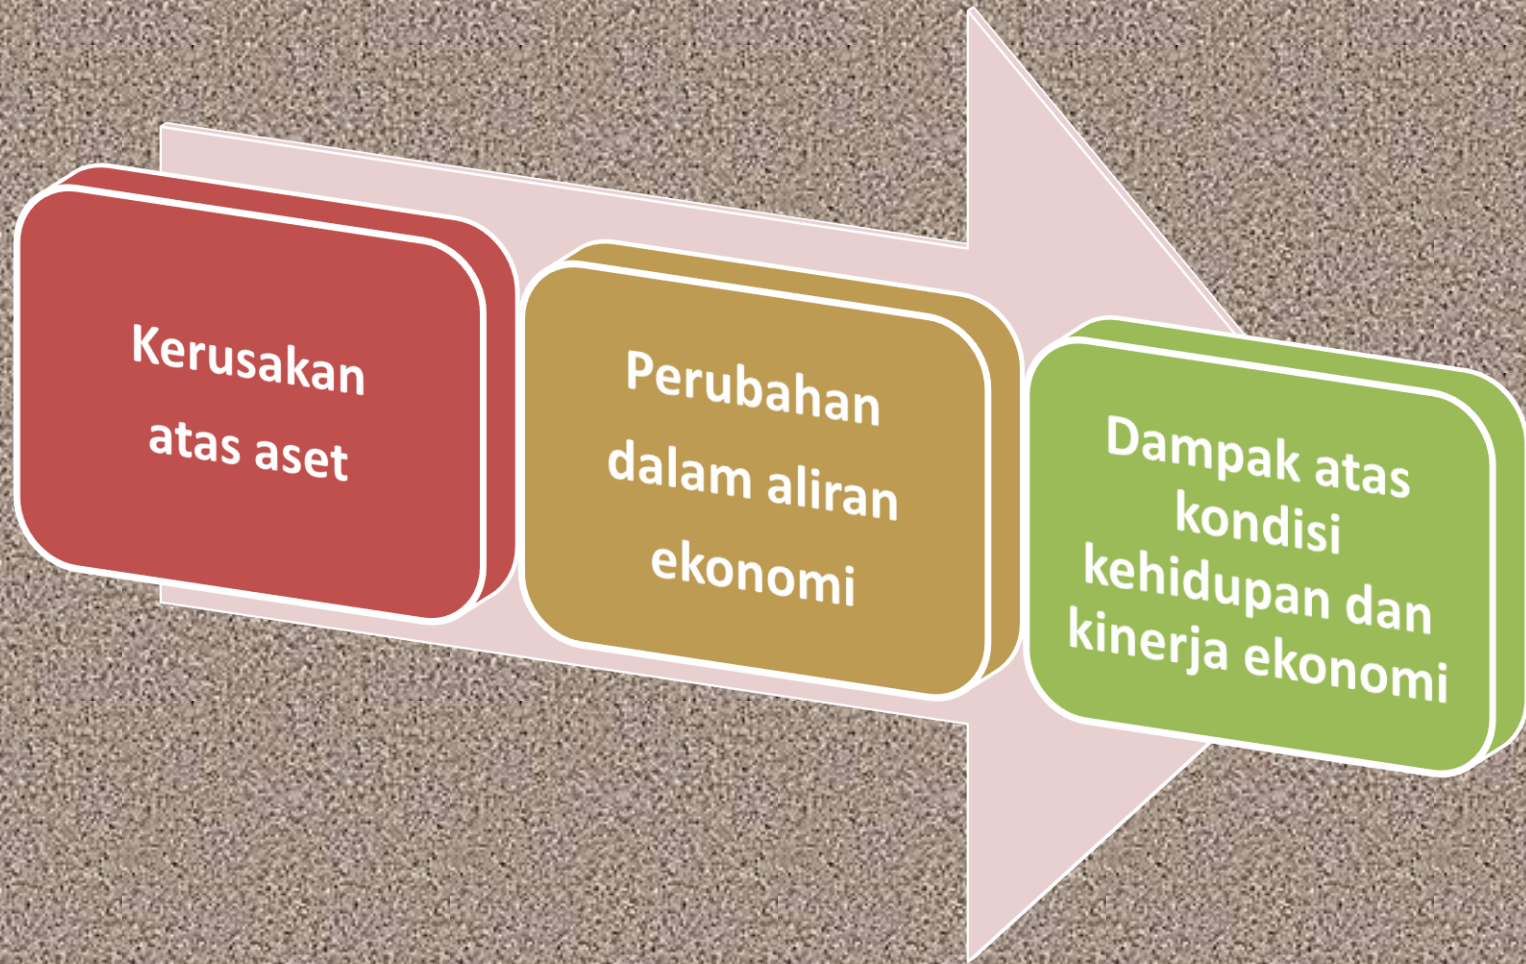 Kerusakan
atas aset
Perubahan
dalam aliran
ekonomi
Dampak atas
kondisi
kehidupan dan
kinerja ekonomi